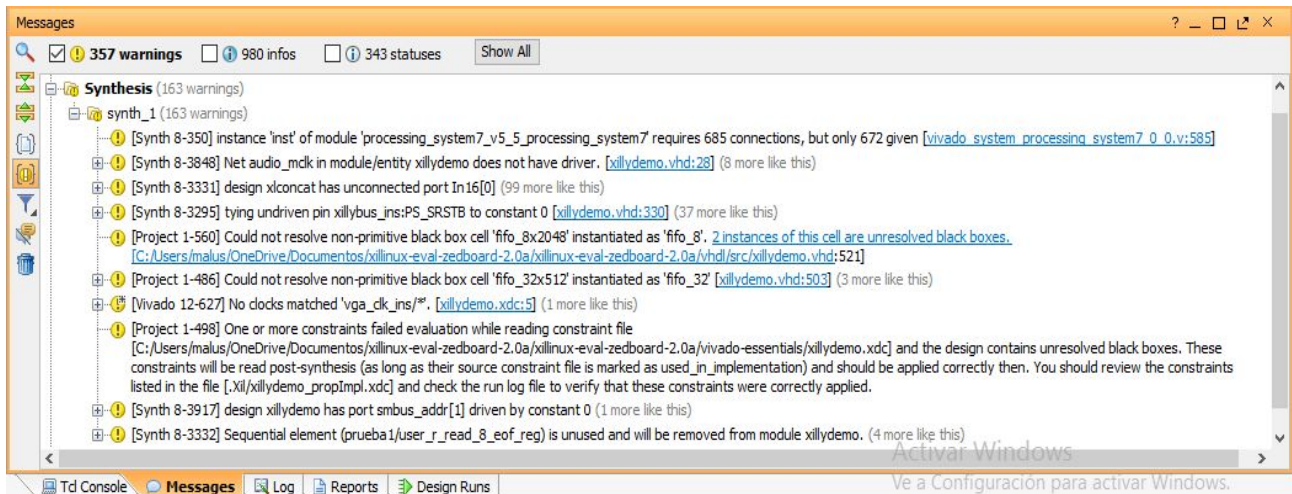 Messages
? _ □ ×
357 warnings 980 infos 343 statuses Show All
Synthesis (163 warnings)
synth_1 (163 warnings)
[Synth 8-350] instance 'inst' of module 'processing_system7_v5_5_processing_system7' requires 685 connections, but only 672 given [vivado_system_processing_system7_0_0.v:585]
[Synth 8-3848] Net audio_mclk in module/entity xillydemo does not have driver. [xillydemo.vhd:28] (8 more like this)
[Synth 8-3331] design xlconcat has unconnected port In16[0] (99 more like this)
[Synth 8-3295] tying undriven pin xillybus_ins:PS_SRSTB to constant 0 [xillydemo.vhd:330] (37 more like this)
[Project 1-560] Could not resolve non-primitive black box cell 'fifo_8x2048' instantiated as 'fifo_8'. 2 instances of this cell are unresolved black boxes.
[C:/Users/malus/OneDrive/Documentos/xillinux-eval-zedboard-2.0a/xillinux-eval-zedboard-2.0a/vhdl/src/xillydemo.vhd:521]
[Project 1-486] Could not resolve non-primitive black box cell 'fifo_32x512' instantiated as 'fifo_32' [xillydemo.vhd:503] (3 more like this)
[Vivado 12-627] No clocks matched 'vga_clk_ins/*'. [xillydemo.xdc:5] (1 more like this)
[Project 1-498] One or more constraints failed evaluation while reading constraint file
[C:/Users/malus/OneDrive/Documentos/xillinux-eval-zedboard-2.0a/xillinux-eval-zedboard-2.0a/vivado-essentials/xillydemo.xdc] and the design contains unresolved black boxes. These
constraints will be read post-synthesis (as long as their source constraint file is marked as used_in_implementation) and should be applied correctly then. You should review the constraints
listed in the file [.Xil/xillydemo_propImpl.xdc] and check the run log file to verify that these constraints were correctly applied.
[Synth 8-3917] design xillydemo has port smbus_addr[1] driven by constant 0 (1 more like this)
[Synth 8-3332] Sequential element (prueba1/user_r_read_8_eof_reg) is unused and will be removed from module xillydemo. (4 more like this)
Activar Windows
Ve a Configuración para activar Windows.
Tcl Console Messages Log Reports Design Runs